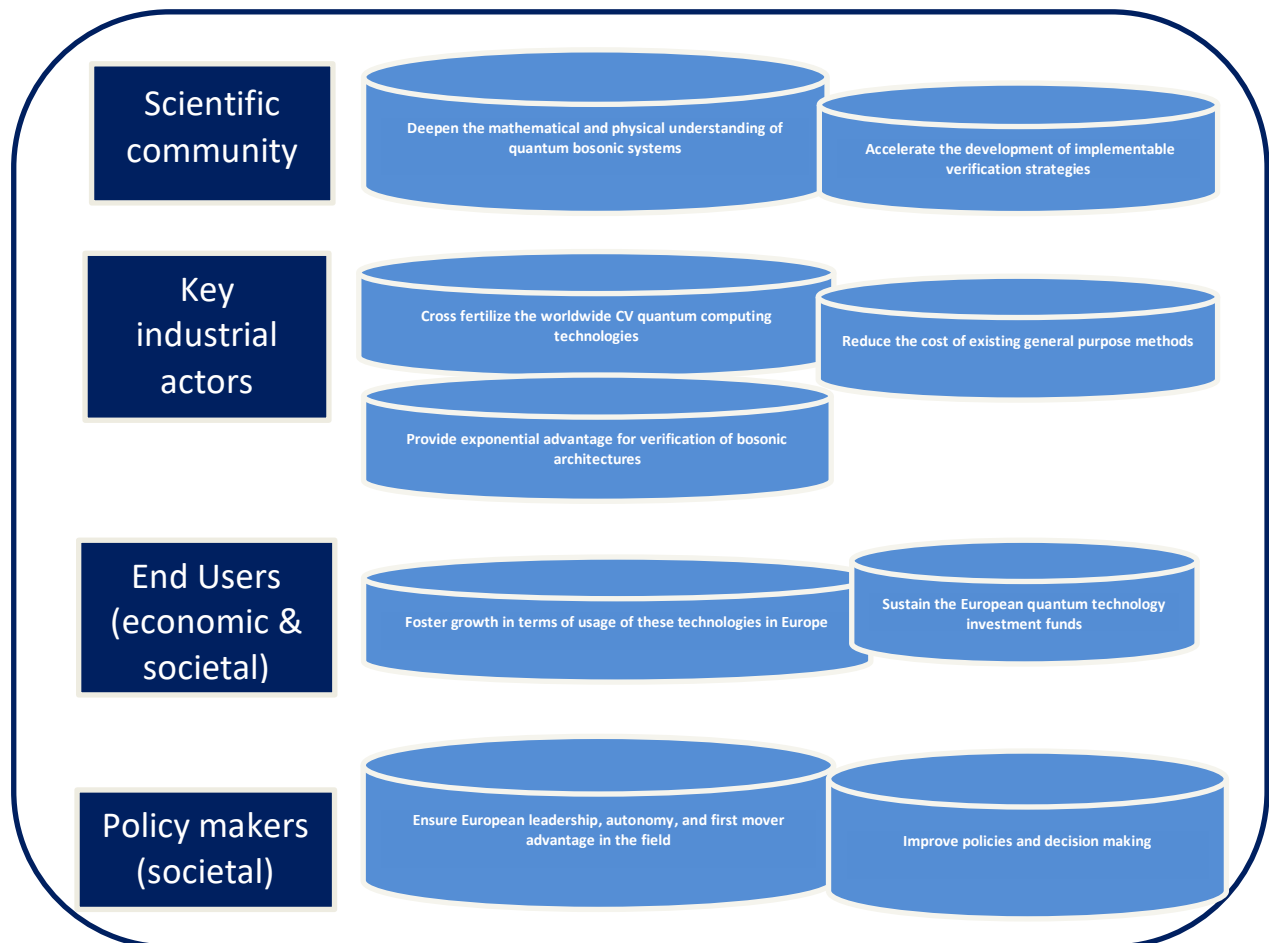 Scientific
community
Deepen the mathematical and physical understanding of
quantum bosonic systems
Accelerate the development of implementable
verification strategies
Key
industrial
actors
Cross fertilize the worldwide CV quantum computing
technologies
Reduce the cost of existing general purpose methods
Provide exponential advantage for verification of bosonic
architectures
End Users
(economic &
societal)
Foster growth in terms of usage of these technologies in Europe
Sustain the European quantum technology
investment funds
Policy makers
(societal)
Ensure European leadership, autonomy, and first mover
advantage in the field
Improve policies and decision making